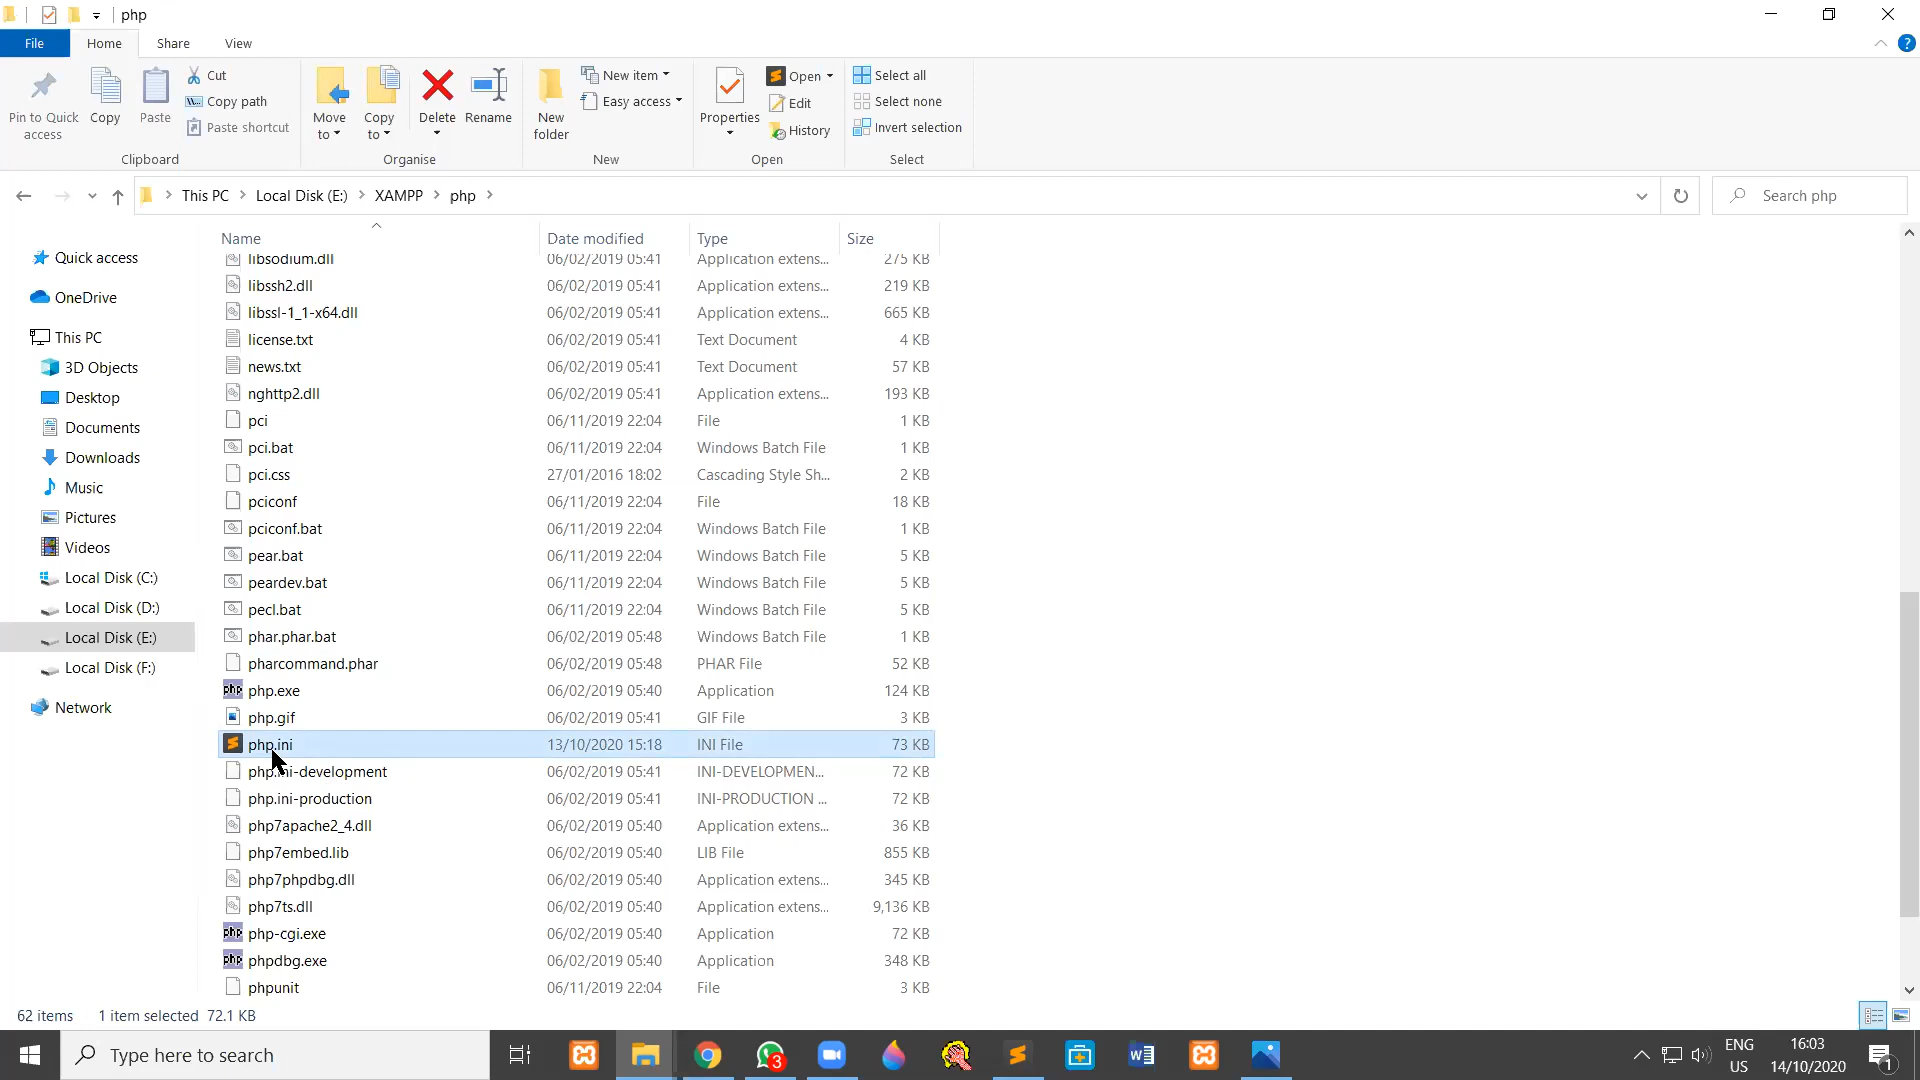 php
File Home Share View
Pin to Quick access
Copy
Paste
Cut
Copy path
Paste shortcut
Clipboard
Move to
Copy to
Delete
Rename
Organise
New folder
New item
Easy access
New
Properties
Open
Edit
History
Open
Select all
Select none
Invert selection
Select
This PC Local Disk (E:) XAMPP php
Search php
Quick access
OneDrive
This PC
3D Objects
Desktop
Documents
Downloads
Music
Pictures
Videos
Local Disk (C:)
Local Disk (D:)
Local Disk (E:)
Local Disk (F:)
Network
Name Date modified Type Size
libsodium.dll 06/02/2019 05:41 Application extens... 275 KB
libssh2.dll 06/02/2019 05:41 Application extens... 219 KB
libssl-1_1-x64.dll 06/02/2019 05:41 Application extens... 665 KB
license.txt 06/02/2019 05:41 Text Document 4 KB
news.txt 06/02/2019 05:41 Text Document 57 KB
nghttp2.dll 06/02/2019 05:41 Application extens... 193 KB
pci 06/11/2019 22:04 File 1 KB
pci.bat 06/11/2019 22:04 Windows Batch File 1 KB
pci.css 27/01/2016 18:02 Cascading Style Sh... 2 KB
pciconf 06/11/2019 22:04 File 18 KB
pciconf.bat 06/11/2019 22:04 Windows Batch File 1 KB
pear.bat 06/11/2019 22:04 Windows Batch File 5 KB
peardev.bat 06/11/2019 22:04 Windows Batch File 5 KB
pecl.bat 06/11/2019 22:04 Windows Batch File 5 KB
phar.phar.bat 06/02/2019 05:48 Windows Batch File 1 KB
pharcommand.phar 06/02/2019 05:48 PHAR File 52 KB
php.exe 06/02/2019 05:40 Application 124 KB
php.gif 06/02/2019 05:41 GIF File 3 KB
php.ini 13/10/2020 15:18 INI File 73 KB
php.ini-development 06/02/2019 05:41 INI-DEVELOPMEN... 72 KB
php.ini-production 06/02/2019 05:41 INI-PRODUCTION ... 72 KB
php7apache2_4.dll 06/02/2019 05:40 Application extens... 36 KB
php7embed.lib 06/02/2019 05:40 LIB File 855 KB
php7phpdbg.dll 06/02/2019 05:40 Application extens... 345 KB
php7ts.dll 06/02/2019 05:40 Application extens... 9,136 KB
php-cgi.exe 06/02/2019 05:40 Application 72 KB
phpdbg.exe 06/02/2019 05:40 Application 348 KB
phpunit 06/11/2019 22:04 File 3 KB
62 items 1 item selected 72.1 KB
Type here to search
3
ENG
US
16:03
14/10/2020
1